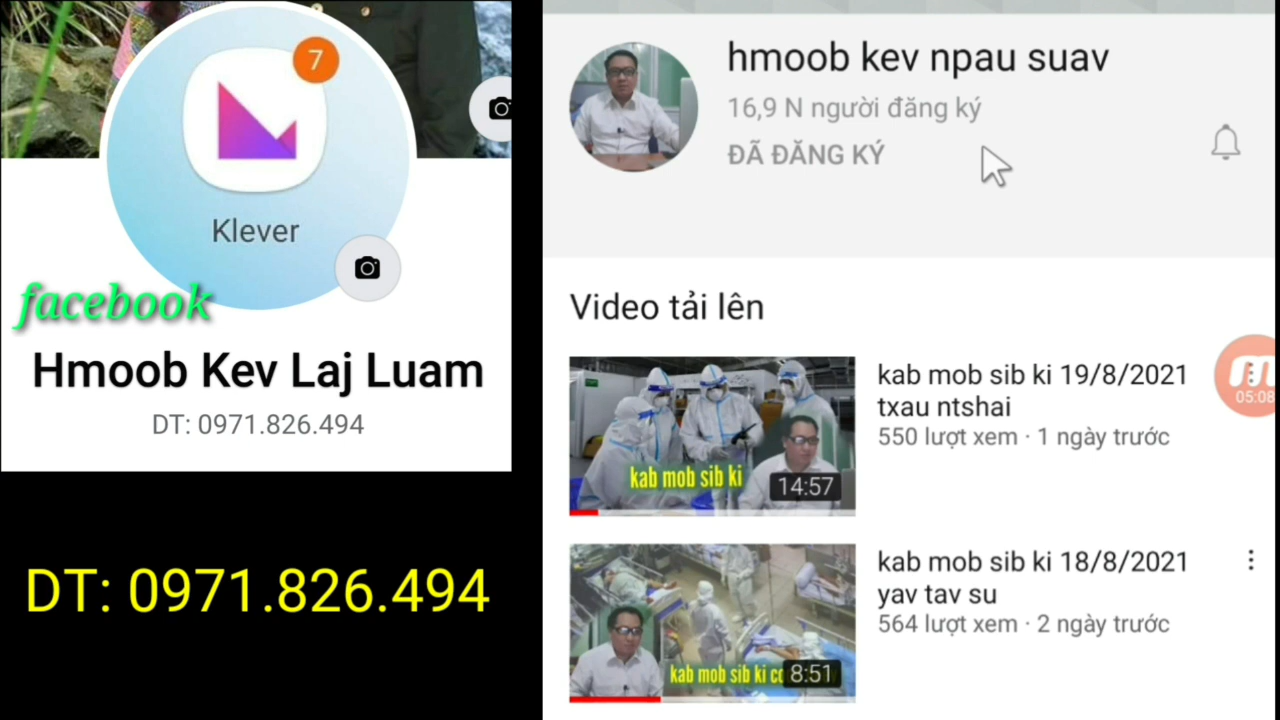 7
Klever
facebook
Hmoob Kev Laj Luam
DT: 0971.826.494
DT: 0971.826.494
hmoob kev npau suav
16,9 N người đăng ký
ĐÃ ĐĂNG KÝ
Video tải lên
kab mob sib ki
14:57
kab mob sib ki 19/8/2021
txau ntshai
550 lượt xem · 1 ngày trước
05:08
kab mob sib ki co
8:51
kab mob sib ki 18/8/2021
yav tav su
564 lượt xem · 2 ngày trước